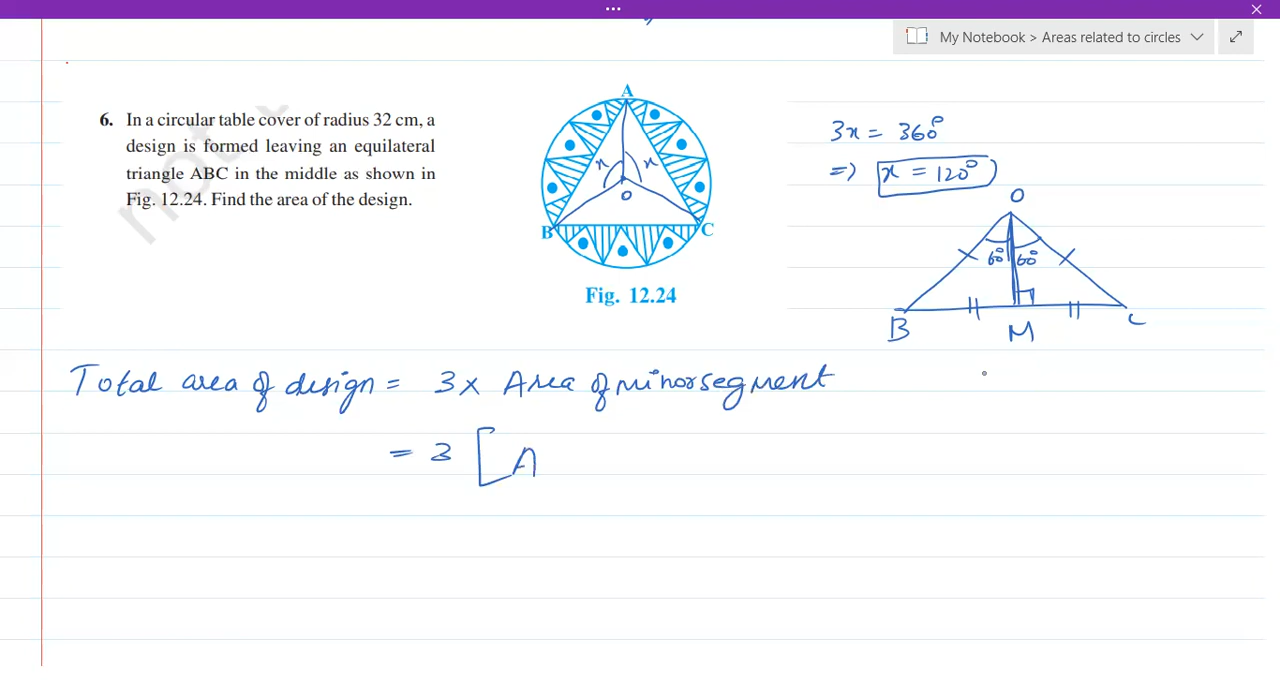 ...
My Notebook > Areas related to circles
6. In a circular table cover of radius 32 cm, a
design is formed leaving an equilateral
triangle ABC in the middle as shown in
Fig. 12.24. Find the area of the design.
not
A
x x
O
B C
Fig. 12.24
3x = 360°
=> x = 120°
O
60° 60°
B M C
Total area of design = 3 x Area of minor segment
= 3 [ A